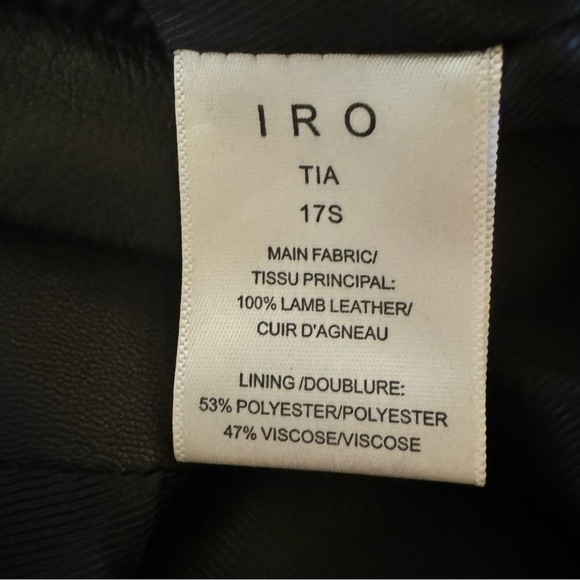 IRO
TIA
17S
MAIN FABRIC/
TISSU PRINCIPAL:
100% LAMB LEATHER/
CUIR D'AGNEAU
LINING /DOUBLURE:
53% POLYESTER/POLYESTER
47% VISCOSE/VISCOSE